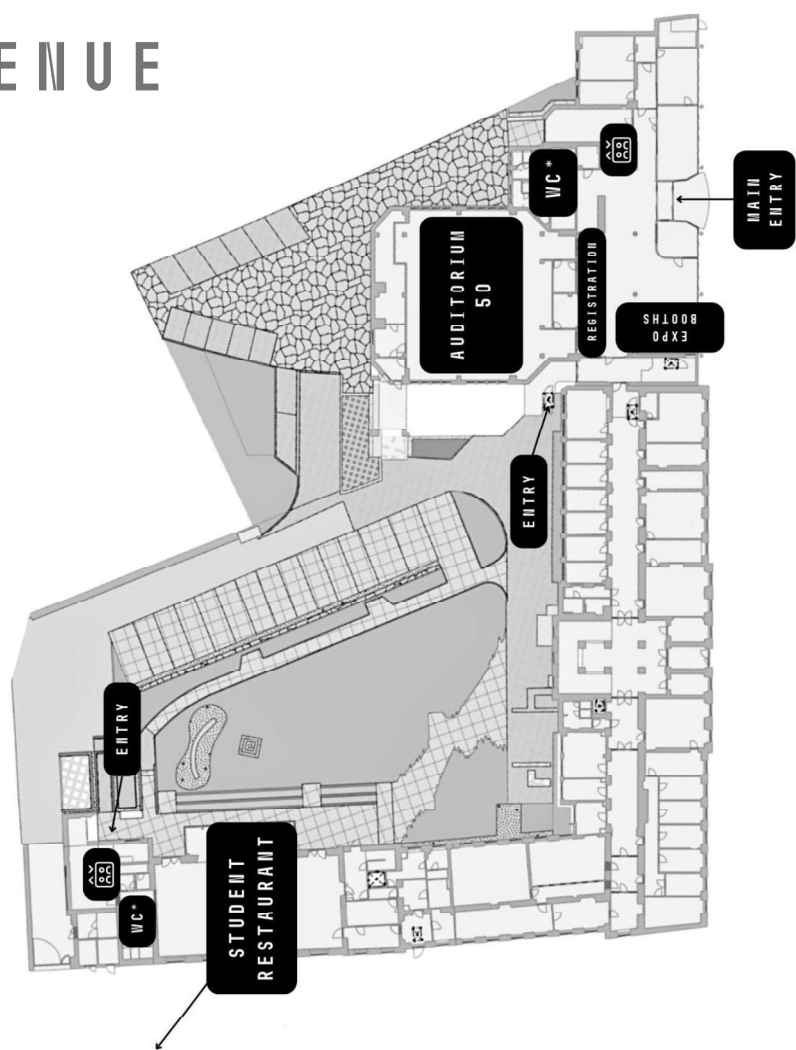 ENUE
WC*
MAIN
ENTRY
AUDITORIUM
50
REGISTRATION
EXPO
BOOTHS
ENTRY
ENTRY
WC*
STUDENT
RESTAURANT